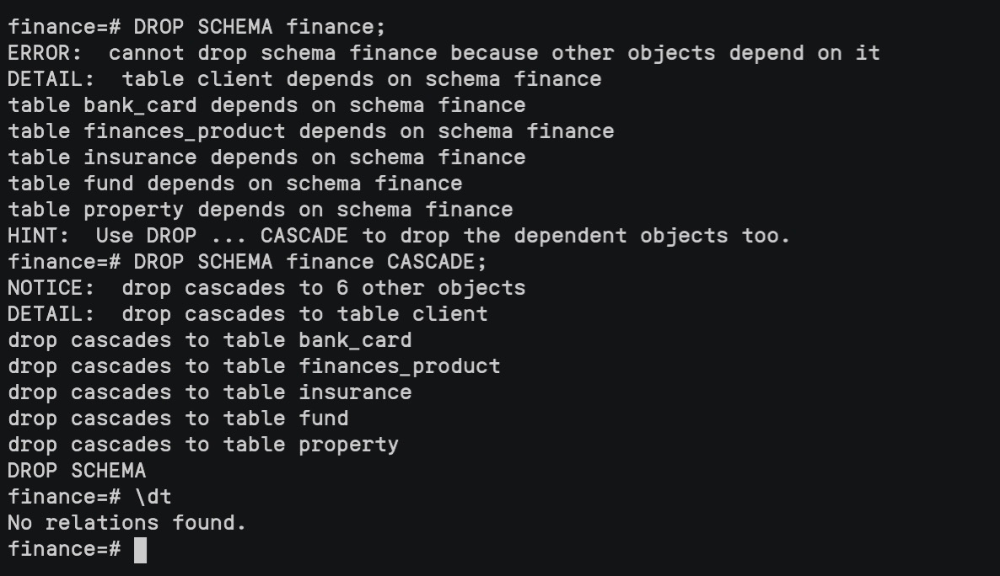 finance=# DROP SCHEMA finance;
ERROR:  cannot drop schema finance because other objects depend on it
DETAIL:  table client depends on schema finance
table bank_card depends on schema finance
table finances_product depends on schema finance
table insurance depends on schema finance
table fund depends on schema finance
table property depends on schema finance
HINT:  Use DROP ... CASCADE to drop the dependent objects too.
finance=# DROP SCHEMA finance CASCADE;
NOTICE:  drop cascades to 6 other objects
DETAIL:  drop cascades to table client
drop cascades to table bank_card
drop cascades to table finances_product
drop cascades to table insurance
drop cascades to table fund
drop cascades to table property
DROP SCHEMA
finance=# \dt
No relations found.
finance=#